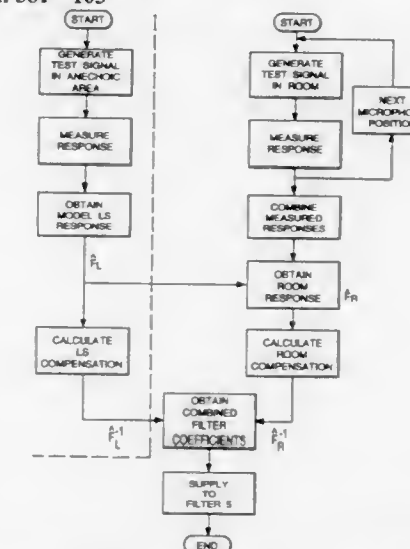 START
GENERATE
TEST SIGNAL
IN ANECHOIC
AREA
MEASURE
RESPONSE
OBTAIN
MODEL LS
RESPONSE
F̂L
CALCULATE
LS
COMPENSATION
F̂L-1
START
GENERATE
TEST SIGNAL
IN ROOM
MEASURE
RESPONSE
NEXT
COMBINE
MEASURED
RESPONSES
OBTAIN
ROOM
RESPONSE
F̂R
CALCULATE
ROOM
COMPENSATION
F̂R-1
OBTAIN
COMBINED
FILTER
COEFFICIENTS
SUPPLY
TO
FILTER 5
END